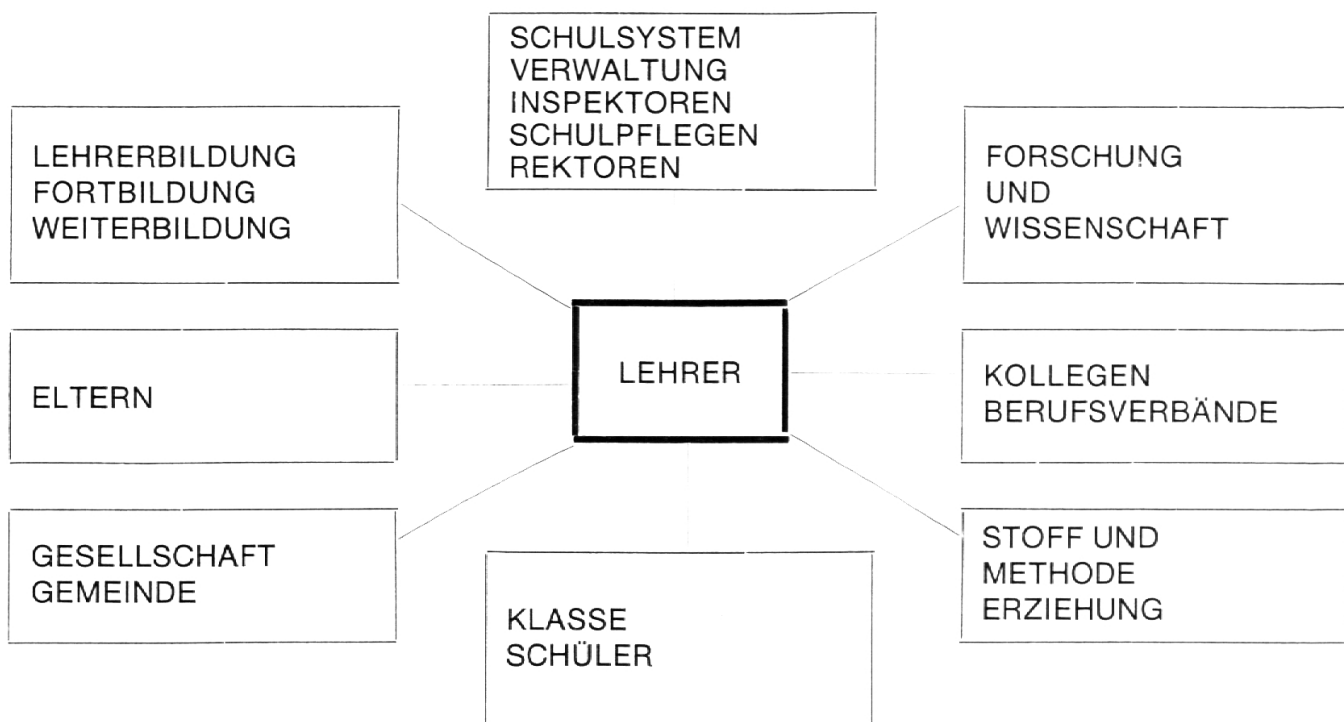 SCHULSYSTEM
VERWALTUNG
INSPEKTOREN
SCHULPFLEGEN
REKTOREN
LEHRERBILDUNG
FORTBILDUNG
WEITERBILDUNG
FORSCHUNG
UND
WISSENSCHAFT
ELTERN
LEHRER
KOLLEGEN
BERUFSVERBÄNDE
GESELLSCHAFT
GEMEINDE
KLASSE
SCHÜLER
STOFF UND
METHODE
ERZIEHUNG